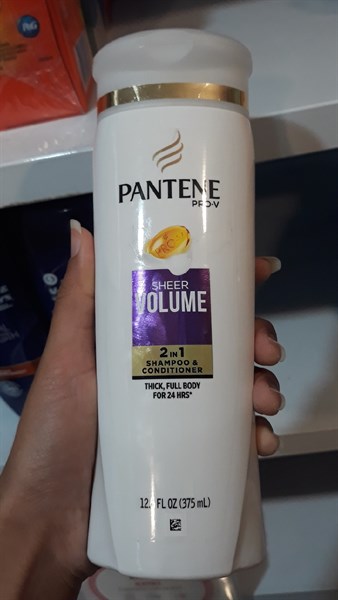 P&G
PANTENE
PRO-V
SHEER
VOLUME
2 IN 1
SHAMPOO &
CONDITIONER
THICK, FULL BODY
FOR 24 HRS*
FL OZ (375 mL)